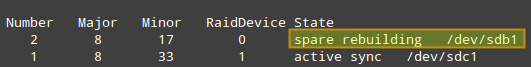 Number Major Minor RaidDevice State
2 8 17 0 spare rebuilding /dev/sdb1
1 8 33 1 active sync /dev/sdc1